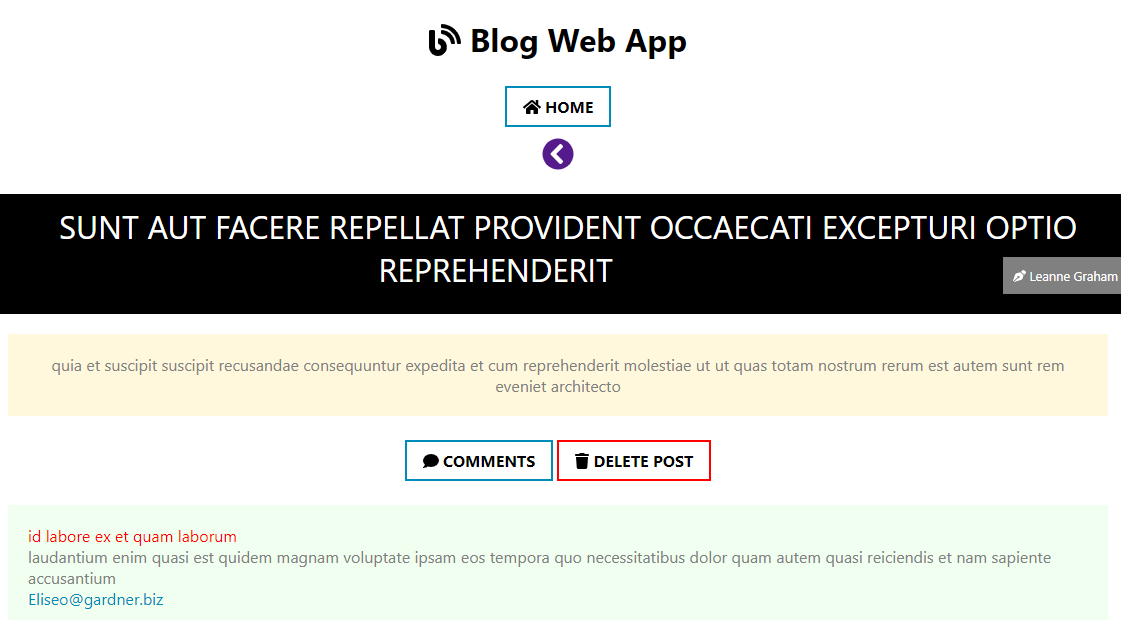 Blog Web App
HOME
SUNT AUT FACERE REPELLAT PROVIDENT OCCAECATI EXCEPTURI OPTIO
REPREHENDERIT
Leanne Graham
quia et suscipit suscipit recusandae consequuntur expedita et cum reprehenderit molestiae ut ut quas totam nostrum rerum est autem sunt rem
eveniet architecto
COMMENTS
DELETE POST
id labore ex et quam laborum
laudantium enim quasi est quidem magnam voluptate ipsam eos tempora quo necessitatibus dolor quam autem quasi reiciendis et nam sapiente
accusantium
Eliseo@gardner.biz